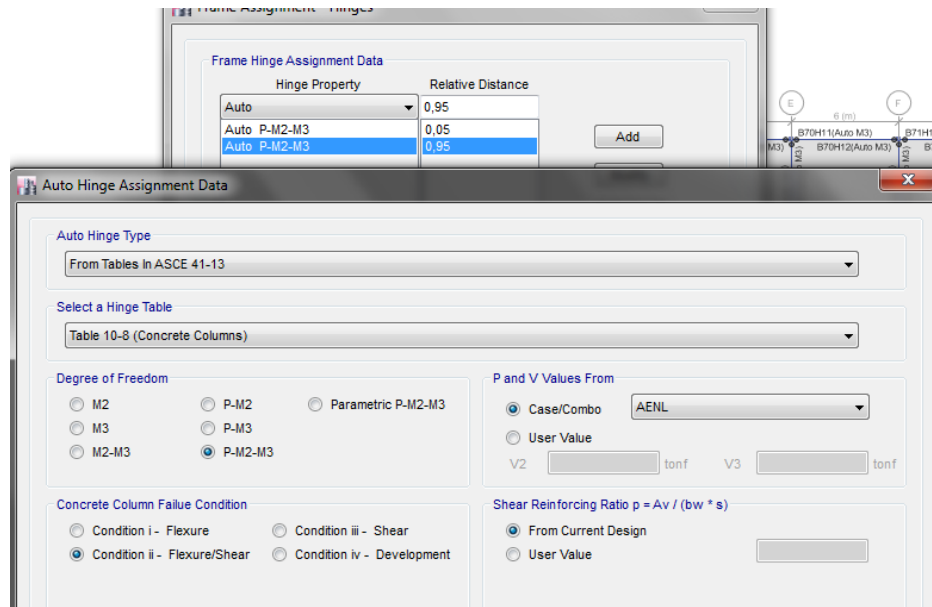 Frame Assignment - Hinges
Frame Hinge Assignment Data
Hinge Property Relative Distance
Auto 0,95
Auto P-M2-M3 0,05
Auto P-M2-M3 0,95
Add
E F
6 (m)
B70H11(Auto M3) B71H1
M3) B70H12(Auto M3)
Auto Hinge Assignment Data
Auto Hinge Type
From Tables In ASCE 41-13
Select a Hinge Table
Table 10-8 (Concrete Columns)
Degree of Freedom
M2 P-M2 Parametric P-M2-M3
M3 P-M3
M2-M3 P-M2-M3
P and V Values From
Case/Combo AENL
User Value
V2 tonf V3 tonf
Concrete Column Failue Condition
Condition i - Flexure Condition iii - Shear
Condition ii - Flexure/Shear Condition iv - Development
Shear Reinforcing Ratio p = Av / (bw * s)
From Current Design
User Value